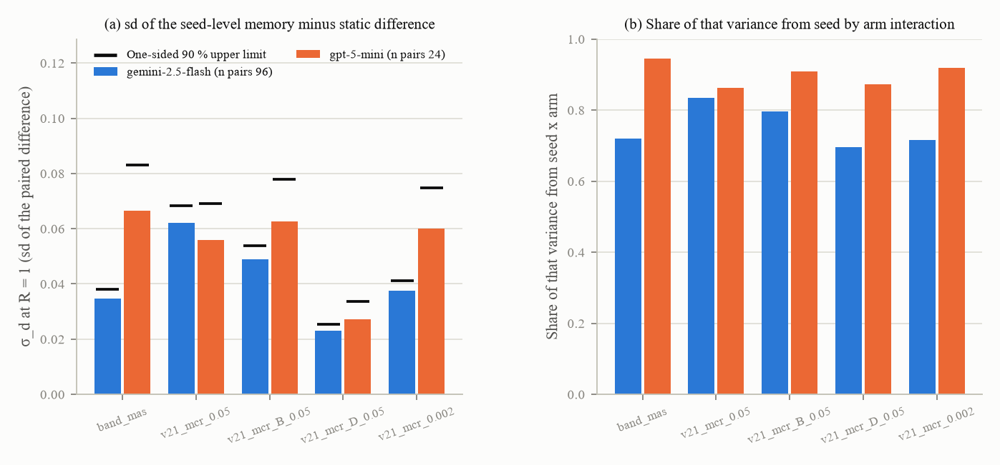 (a) sd of the seed-level memory minus static difference
One-sided 90 % upper limit
gemini-2.5-flash (n pairs 96)
gpt-5-mini (n pairs 24)
σ_d at R = 1 (sd of the paired difference)
0.12
0.10
0.08
0.06
0.04
0.02
0.00
band_mas
v21_mcr_0.05
v21_mcr_B_0.05
v21_mcr_D_0.05
v21_mcr_0.002
(b) Share of that variance from seed by arm interaction
Share of that variance from seed x arm
1.0
0.8
0.6
0.4
0.2
0.0
band_mas
v21_mcr_0.05
v21_mcr_B_0.05
v21_mcr_D_0.05
v21_mcr_0.002